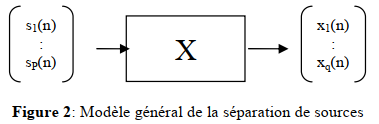 s1(n)
⋮
sP(n)
X
x1(n)
⋮
xq(n)
Figure 2: Modèle général de la séparation de sources